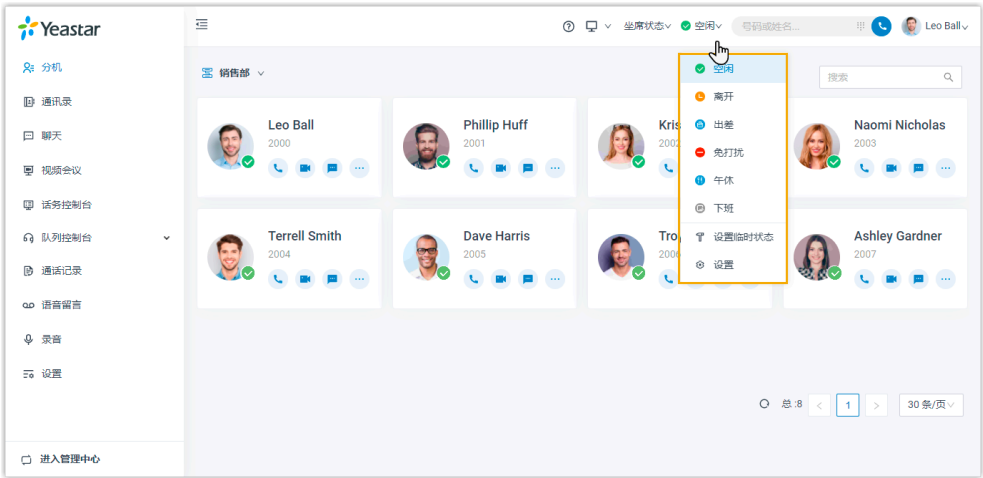 Yeastar
坐席状态
空闲
号码或姓名...
Leo Ball
分机
通讯录
聊天
视频会议
话务控制台
队列控制台
通话记录
语音留言
录音
设置
进入管理中心
销售部
搜索
Leo Ball
2000
Phillip Huff
2001
Kris
2002
Naomi Nicholas
2003
Terrell Smith
2004
Dave Harris
2005
Tro
2006
Ashley Gardner
2007
空闲
离开
出差
免打扰
午休
下班
设置临时状态
设置
总:8
1
30 条/页